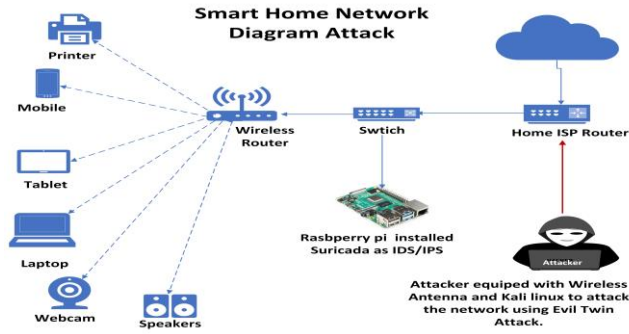 Smart Home Network
Diagram Attack
Printer
Mobile
Tablet
Laptop
Webcam
Speakers
Wireless
Router
Swtich
Home ISP Router
Rasbperry pi installed
Suricada as IDS/IPS
Attacker
Attacker equiped with Wireless
Antenna and Kali linux to attack
the network using Evil Twin
Attack.